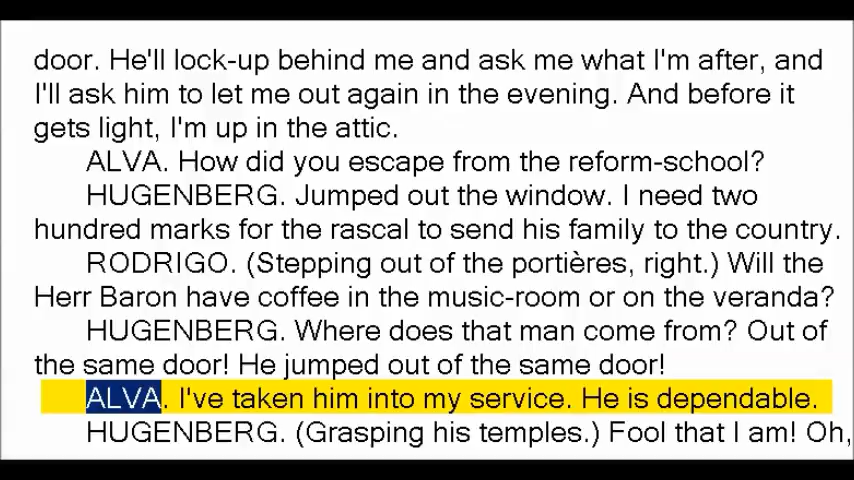 door. He'll lock-up behind me and ask me what I'm after, and
I'll ask him to let me out again in the evening. And before it
gets light, I'm up in the attic.
ALVA. How did you escape from the reform-school?
HUGENBERG. Jumped out the window. I need two
hundred marks for the rascal to send his family to the country.
RODRIGO. (Stepping out of the portières, right.) Will the
Herr Baron have coffee in the music-room or on the veranda?
HUGENBERG. Where does that man come from? Out of
the same door! He jumped out of the same door!
ALVA. I've taken him into my service. He is dependable.
HUGENBERG. (Grasping his temples.) Fool that I am! Oh,